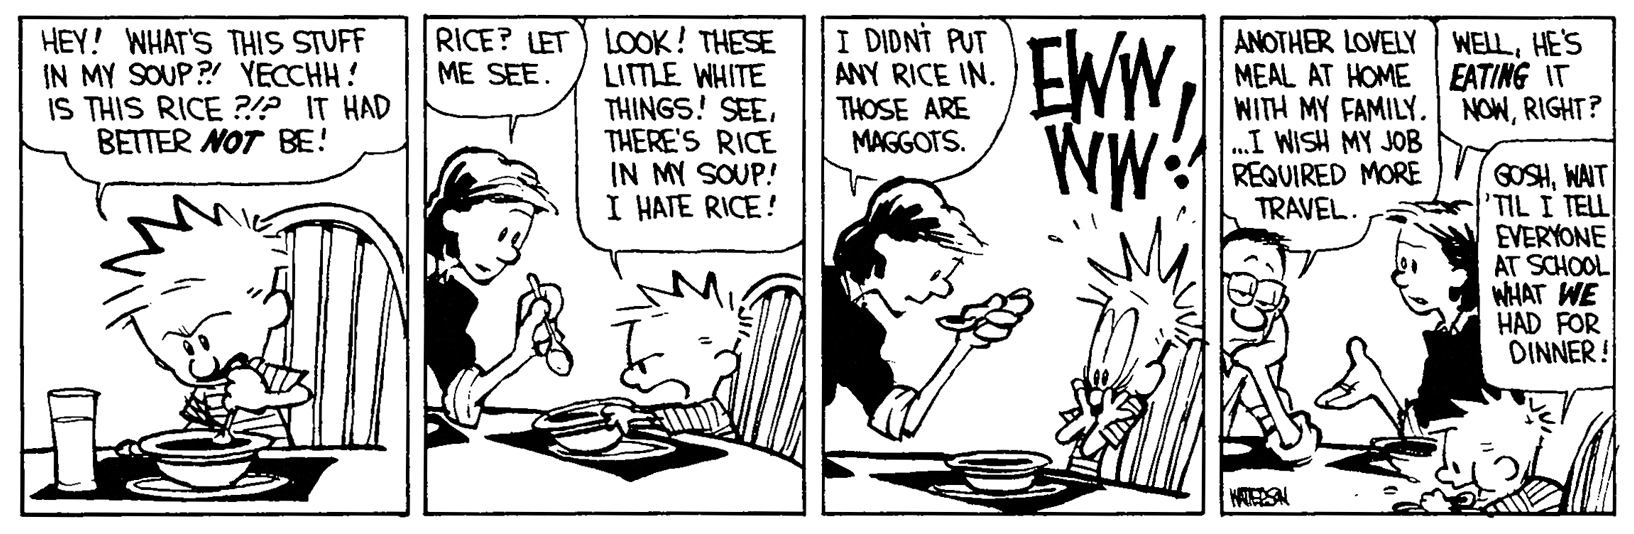 HEY! WHAT'S THIS STUFF
IN MY SOUP?! YECCHH!
IS THIS RICE?!? IT HAD
BETTER NOT BE!
RICE? LET
ME SEE.
LOOK! THESE
LITTLE WHITE
THINGS! SEE,
THERE'S RICE
IN MY SOUP!
I HATE RICE!
I DIDN'T PUT
ANY RICE IN.
THOSE ARE
MAGGOTS.
EWW
WW!!
ANOTHER LOVELY
MEAL AT HOME
WITH MY FAMILY.
...I WISH MY JOB
REQUIRED MORE
TRAVEL.
WELL, HE'S
EATING IT
NOW, RIGHT?
GOSH, WAIT
'TIL I TELL
EVERYONE
AT SCHOOL
WHAT WE
HAD FOR
DINNER!
WATTERSON